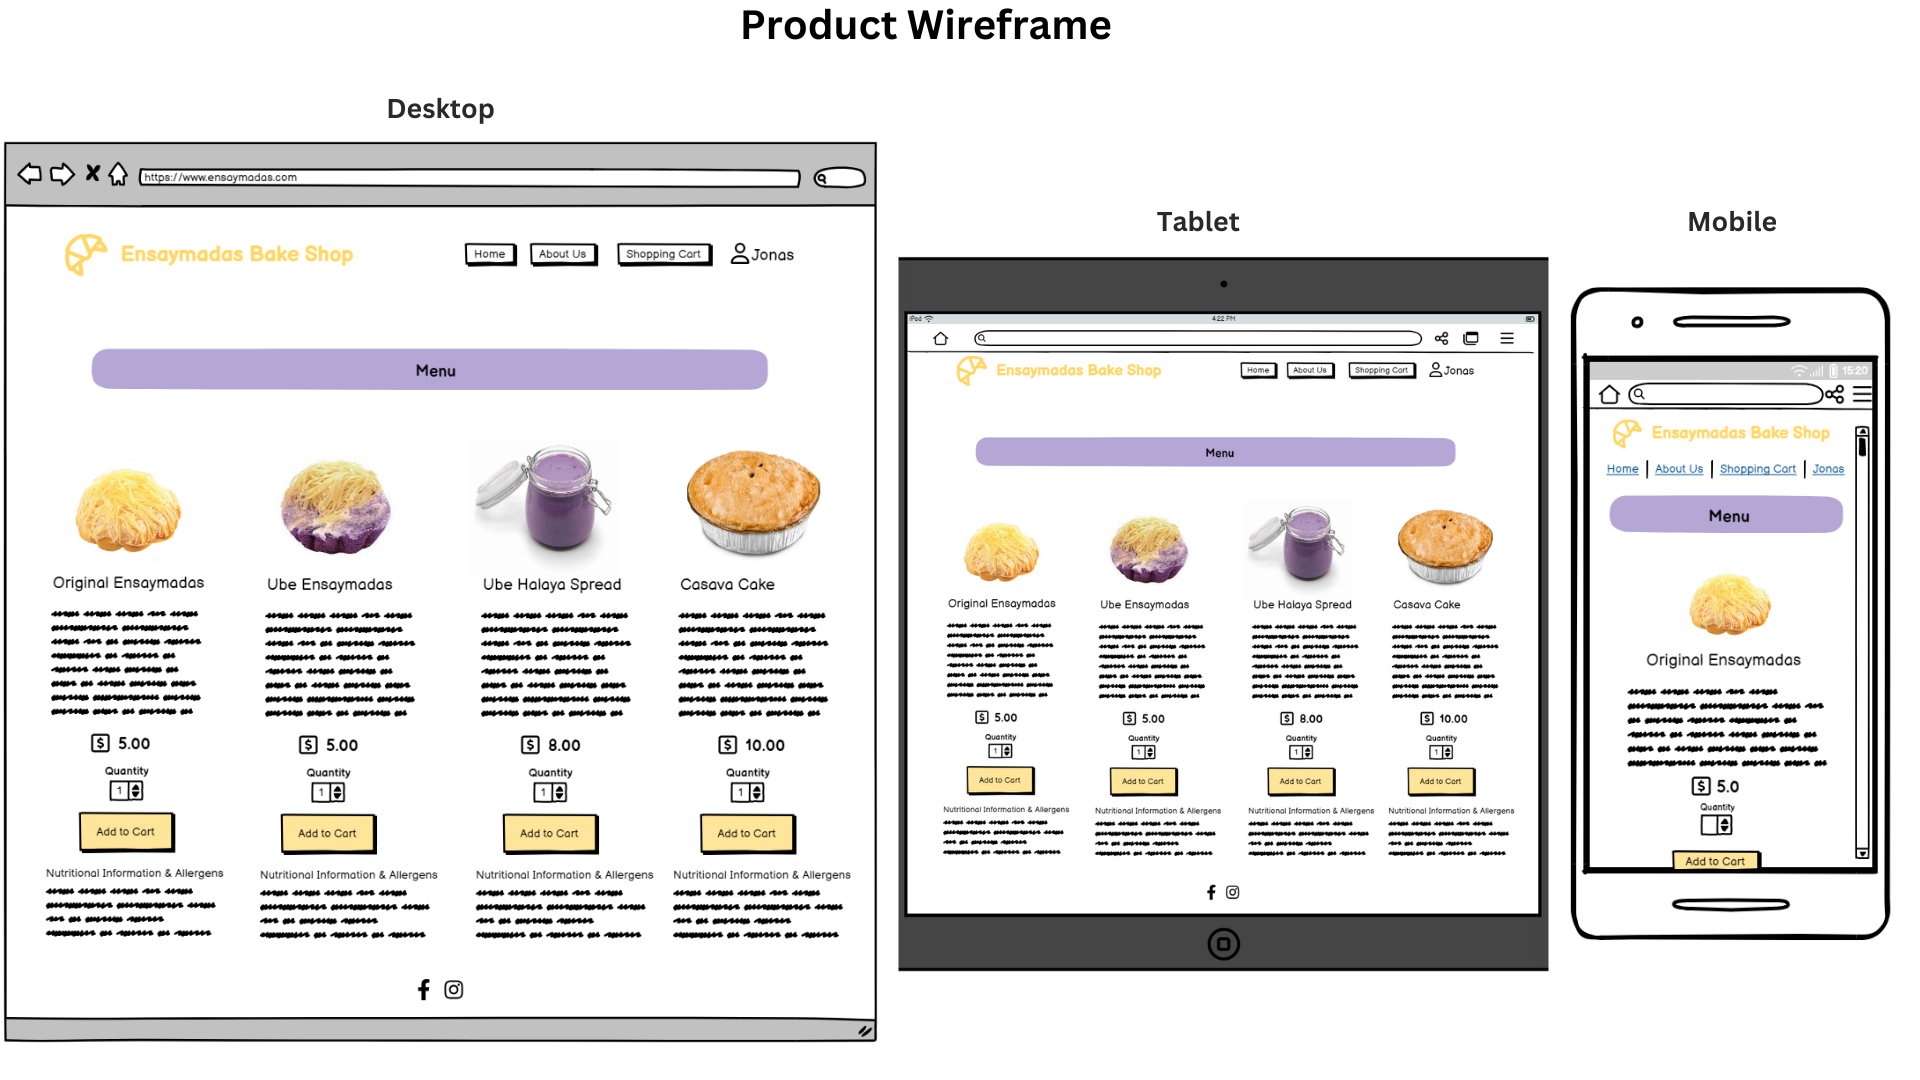 Product Wireframe
Desktop
https://www.ensaymadas.com
Ensaymadas Bake Shop
Home
About Us
Shopping Cart
Jonas
Menu
Original Ensaymadas
Ube Ensaymadas
Ube Halaya Spread
Casava Cake
$ 5.00
$ 5.00
$ 8.00
$ 10.00
Quantity
Quantity
Quantity
Quantity
1
1
1
1
Add to Cart
Add to Cart
Add to Cart
Add to Cart
Nutritional Information & Allergens
Nutritional Information & Allergens
Nutritional Information & Allergens
Nutritional Information & Allergens
Tablet
iPad
4:22 PM
Ensaymadas Bake Shop
Home
About Us
Shopping Cart
Jonas
Menu
Original Ensaymadas
Ube Ensaymadas
Ube Halaya Spread
Casava Cake
$ 5.00
$ 5.00
$ 8.00
$ 10.00
Quantity
Quantity
Quantity
Quantity
1
1
1
1
Add to Cart
Add to Cart
Add to Cart
Add to Cart
Nutritional Information & Allergens
Nutritional Information & Allergens
Nutritional Information & Allergens
Nutritional Information & Allergens
Mobile
15:20
Ensaymadas Bake Shop
Home | About Us | Shopping Cart | Jonas
Menu
Original Ensaymadas
$ 5.0
Quantity
Add to Cart